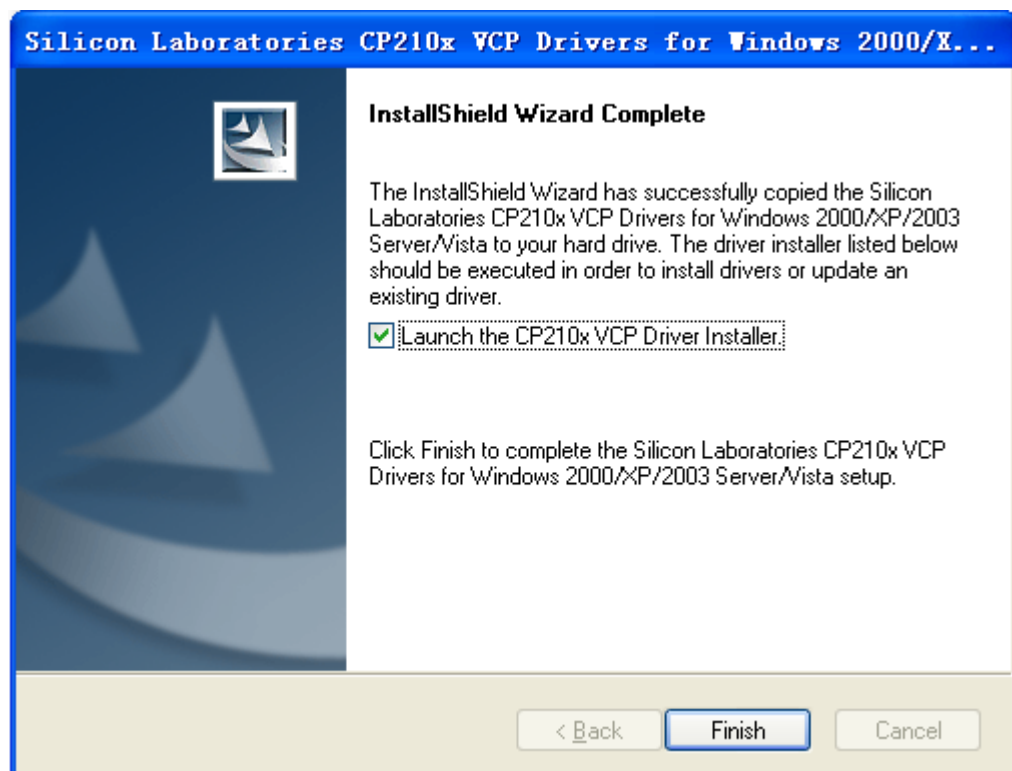 Silicon Laboratories CP210x VCP Drivers for Windows 2000/X...
InstallShield Wizard Complete
The InstallShield Wizard has successfully copied the Silicon
Laboratories CP210x VCP Drivers for Windows 2000/XP/2003
Server/Vista to your hard drive. The driver installer listed below
should be executed in order to install drivers or update an
existing driver.
Launch the CP210x VCP Driver Installer.
Click Finish to complete the Silicon Laboratories CP210x VCP
Drivers for Windows 2000/XP/2003 Server/Vista setup.
< Back
Finish
Cancel